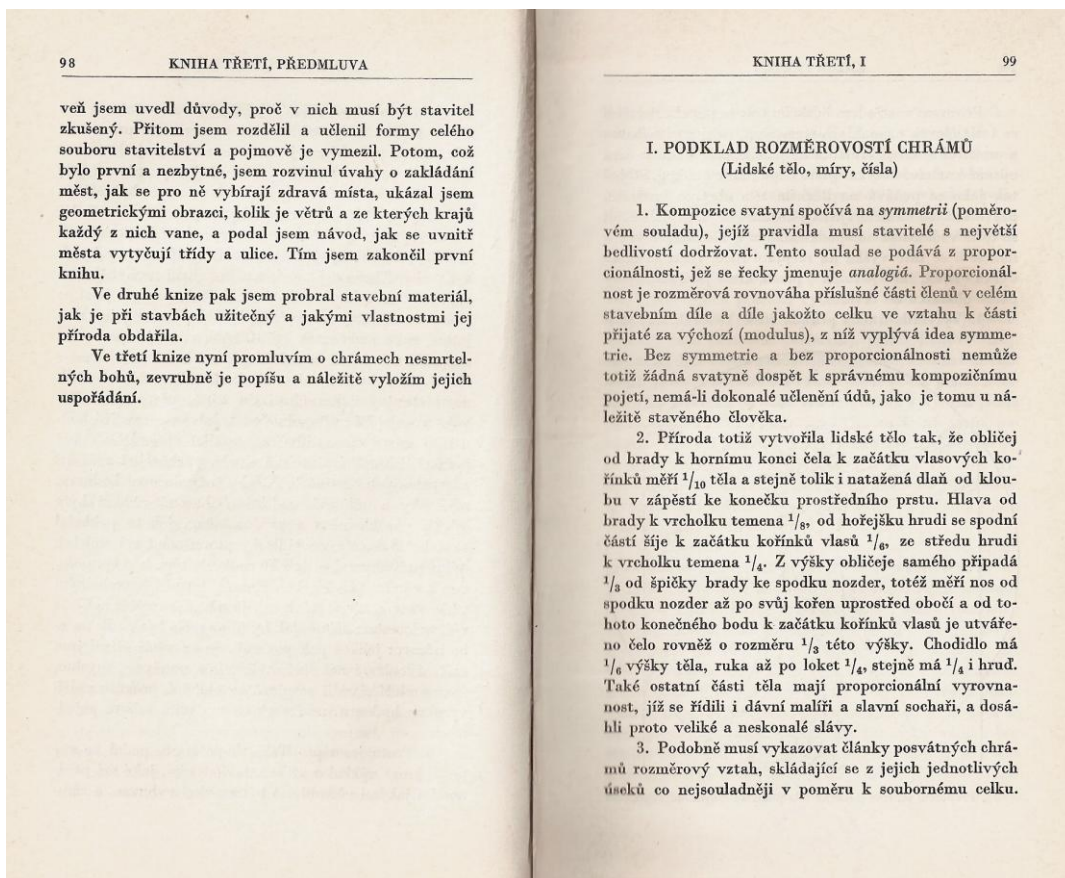 98 KNIHA TŘETÍ, PŘEDMLUVA
veň jsem uvedl důvody, proč v nich musí být stavitel
zkušený. Přitom jsem rozdělil a učlenil formy celého
souboru stavitelství a pojmově je vymezil. Potom, což
bylo první a nezbytné, jsem rozvinul úvahy o zakládání
měst, jak se pro ně vybírají zdravá místa, ukázal jsem
geometrickými obrazci, kolik je větrů a ze kterých krajů
každý z nich vane, a podal jsem návod, jak se uvnitř
města vytyčují třídy a ulice. Tím jsem zakončil první
knihu.
Ve druhé knize pak jsem probral stavební materiál,
jak je při stavbách užitečný a jakými vlastnostmi jej
příroda obdařila.
Ve třetí knize nyní promluvím o chrámech nesmrtel-
ných bohů, zevrubně je popíšu a náležitě vyložím jejich
uspořádání.
KNIHA TŘETÍ, I 99
I. PODKLAD ROZMĚROVOSTÍ CHRÁMŮ
(Lidské tělo, míry, čísla)
1. Kompozice svatyní spočívá na symmetrii (poměro-
vém souladu), jejíž pravidla musí stavitelé s největší
bedlivostí dodržovat. Tento soulad se podává z propor-
cionálnosti, jež se řecky jmenuje analogiá. Proporcionál-
nost je rozměrová rovnováha příslušné části členů v celém
stavebním díle a díle jakožto celku ve vztahu k části
přijaté za výchozí (modulus), z níž vyplývá idea symme-
trie. Bez symmetrie a bez proporcionálnosti nemůže
totiž žádná svatyně dospět k správnému kompozičnímu
pojetí, nemá-li dokonalé učlenění údů, jako je tomu u ná-
ležitě stavěného člověka.
2. Příroda totiž vytvořila lidské tělo tak, že obličej
od brady k hornímu konci čela k začátku vlasových ko-
řínků měří 1/10 těla a stejně tolik i natažená dlaň od klou-
bu v zápěstí ke konečku prostředního prstu. Hlava od
brady k vrcholku temena 1/8, od hořejšku hrudi se spodní
částí šíje k začátku kořínků vlasů 1/6, ze středu hrudi
k vrcholku temena 1/4. Z výšky obličeje samého připadá
1/3 od špičky brady ke spodku nozder, totéž měří nos od
spodku nozder až po svůj kořen uprostřed obočí a od to-
hoto konečného bodu k začátku kořínků vlasů je utváře-
no čelo rovněž o rozměru 1/3 této výšky. Chodidlo má
1/6 výšky těla, ruka až po loket 1/4, stejně má 1/4 i hruď.
Také ostatní části těla mají proporcionální vyrovna-
nost, jíž se řídili i dávní malíři a slavní sochaři, a dosá-
hli proto veliké a neskonalé slávy.
3. Podobně musí vykazovat články posvátných chrá-
mů rozměrový vztah, skládající se z jejich jednotlivých
úseků co nejsouladněji v poměru k soubornému celku.